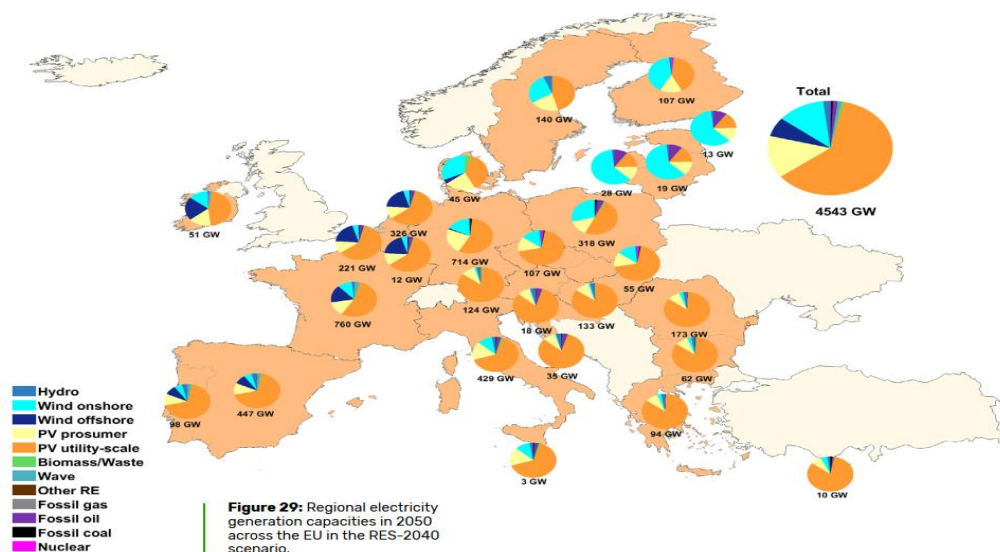 Total
4543 GW
107 GW
140 GW
13 GW
28 GW
19 GW
45 GW
51 GW
326 GW
318 GW
221 GW
12 GW
714 GW
107 GW
55 GW
760 GW
124 GW
18 GW
133 GW
173 GW
429 GW
35 GW
62 GW
98 GW
447 GW
94 GW
3 GW
10 GW
Hydro
Wind onshore
Wind offshore
PV prosumer
PV utility-scale
Biomass/Waste
Wave
Other RE
Fossil gas
Fossil oil
Fossil coal
Nuclear
Figure 29: Regional electricity
generation capacities in 2050
across the EU in the RES-2040
scenario.